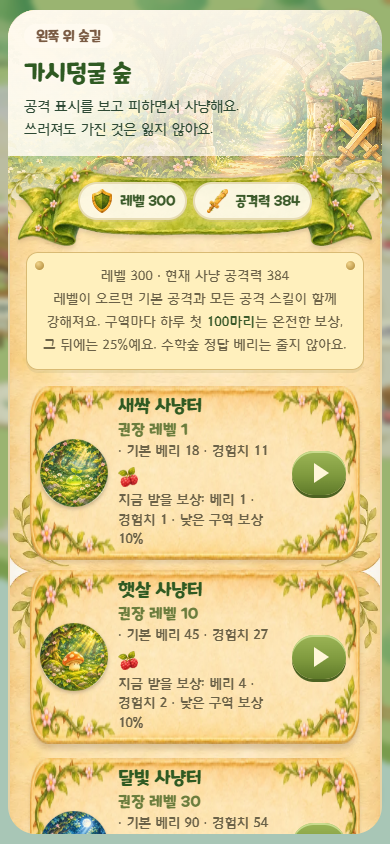 왼쪽 위 숲길
가시덩굴 숲
공격 표시를 보고 피하면서 사냥해요.
쓰러져도 가진 것은 잃지 않아요.
레벨 300
공격력 384
레벨 300 · 현재 사냥 공격력 384
레벨이 오르면 기본 공격과 모든 공격 스킬이 함께
강해져요. 구역마다 하루 첫 100마리는 온전한 보상,
그 뒤에는 25%예요. 수학숲 정답 베리는 줄지 않아요.
새싹 사냥터
권장 레벨 1
· 기본 베리 18 · 경험치 11
지금 받을 보상: 베리 1 ·
경험치 1 · 낮은 구역 보상
10%
햇살 사냥터
권장 레벨 10
· 기본 베리 45 · 경험치 27
지금 받을 보상: 베리 4 ·
경험치 2 · 낮은 구역 보상
10%
달빛 사냥터
권장 레벨 30
· 기본 베리 90 · 경험치 54